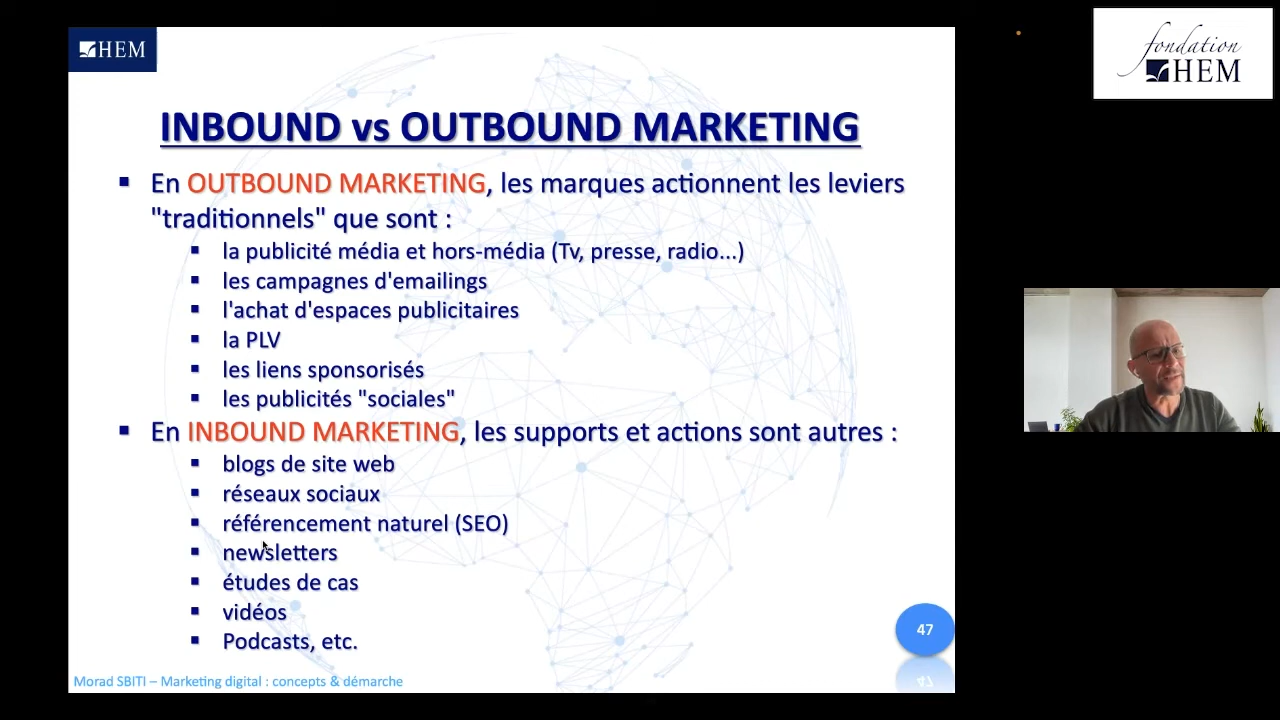 HEM
INBOUND vs OUTBOUND MARKETING
En OUTBOUND MARKETING, les marques actionnent les leviers
"traditionnels" que sont :
la publicité média et hors-média (Tv, presse, radio...)
les campagnes d'emailings
l'achat d'espaces publicitaires
la PLV
les liens sponsorisés
les publicités "sociales"
En INBOUND MARKETING, les supports et actions sont autres :
blogs de site web
réseaux sociaux
référencement naturel (SEO)
newsletters
études de cas
vidéos
Podcasts, etc.
47
Morad SBITI – Marketing digital : concepts & démarche
fondation
HEM